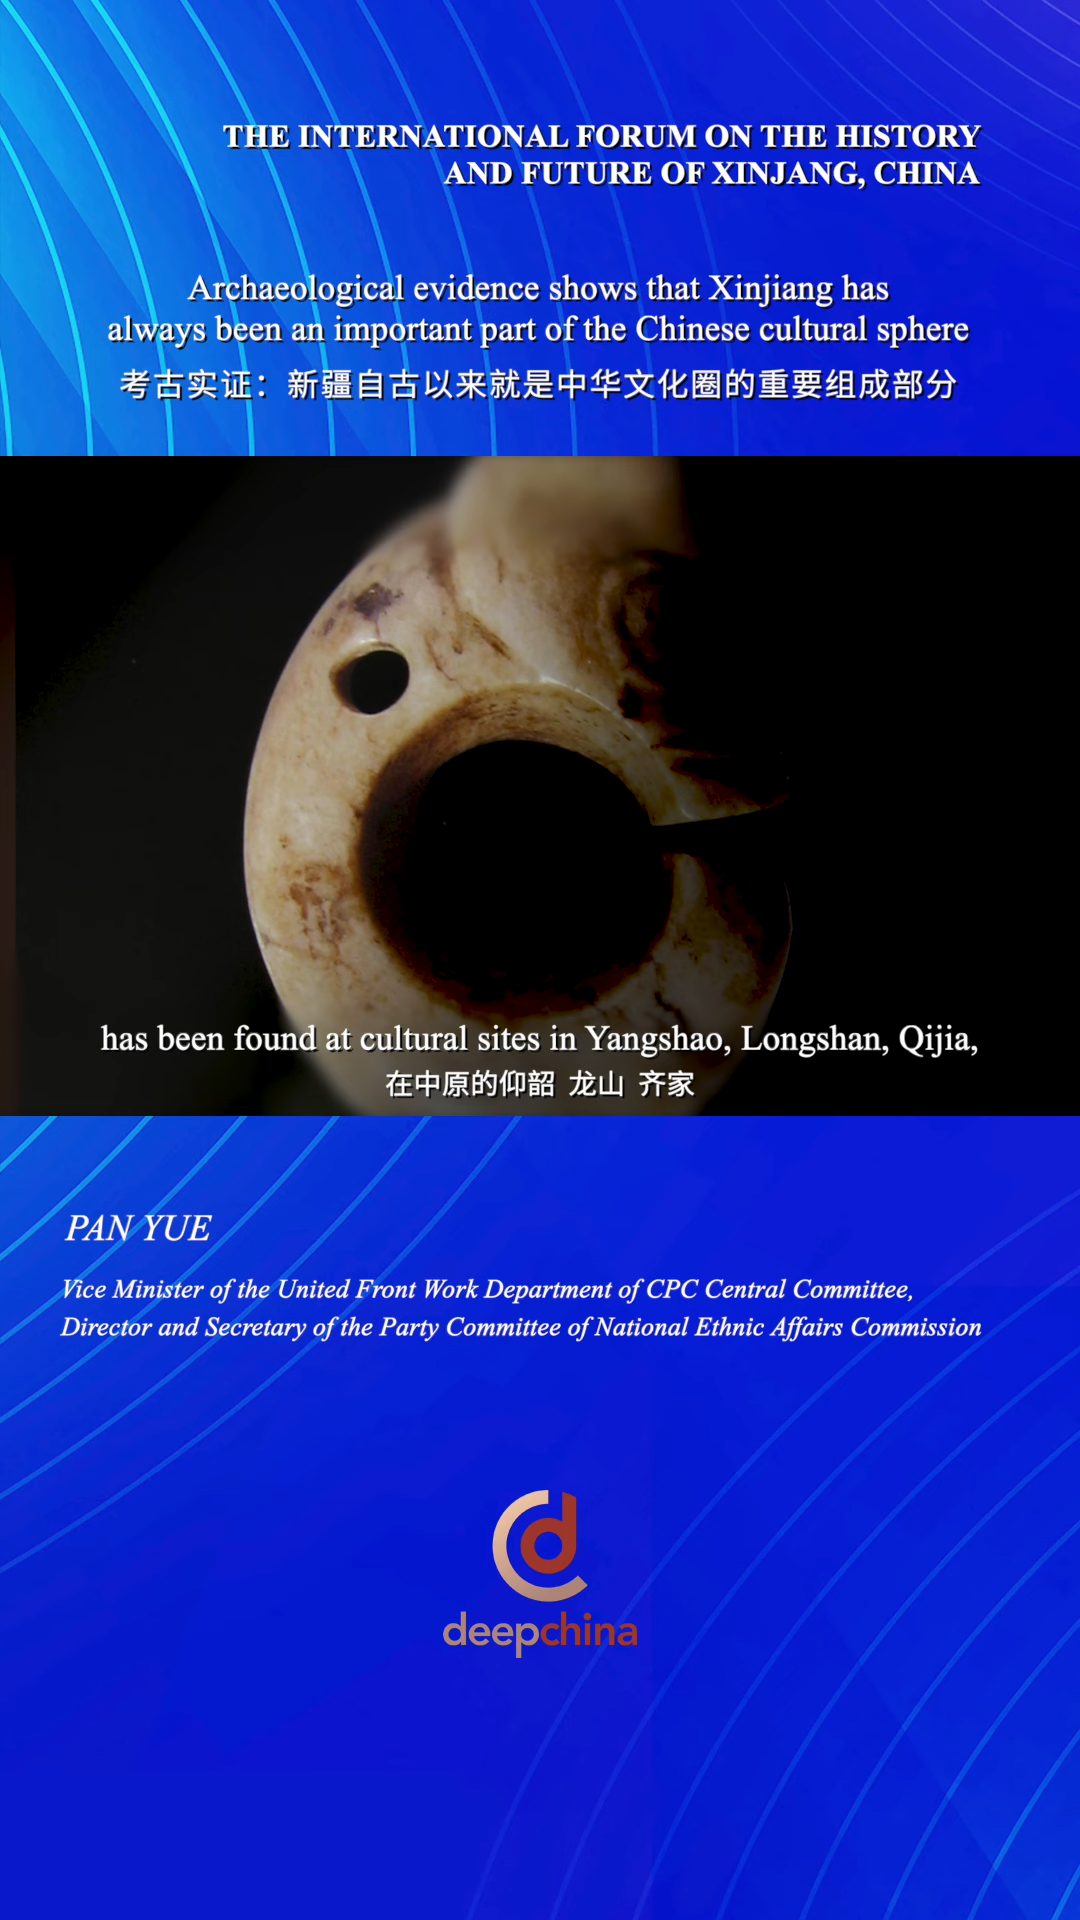 THE INTERNATIONAL FORUM ON THE HISTORY
AND FUTURE OF XINJANG, CHINA
Archaeological evidence shows that Xinjiang has
always been an important part of the Chinese cultural sphere
考古实证：新疆自古以来就是中华文化圈的重要组成部分
has been found at cultural sites in Yangshao, Longshan, Qijia,
在中原的仰韶 龙山 齐家
PAN YUE
Vice Minister of the United Front Work Department of CPC Central Committee,
Director and Secretary of the Party Committee of National Ethnic Affairs Commission
deepchina